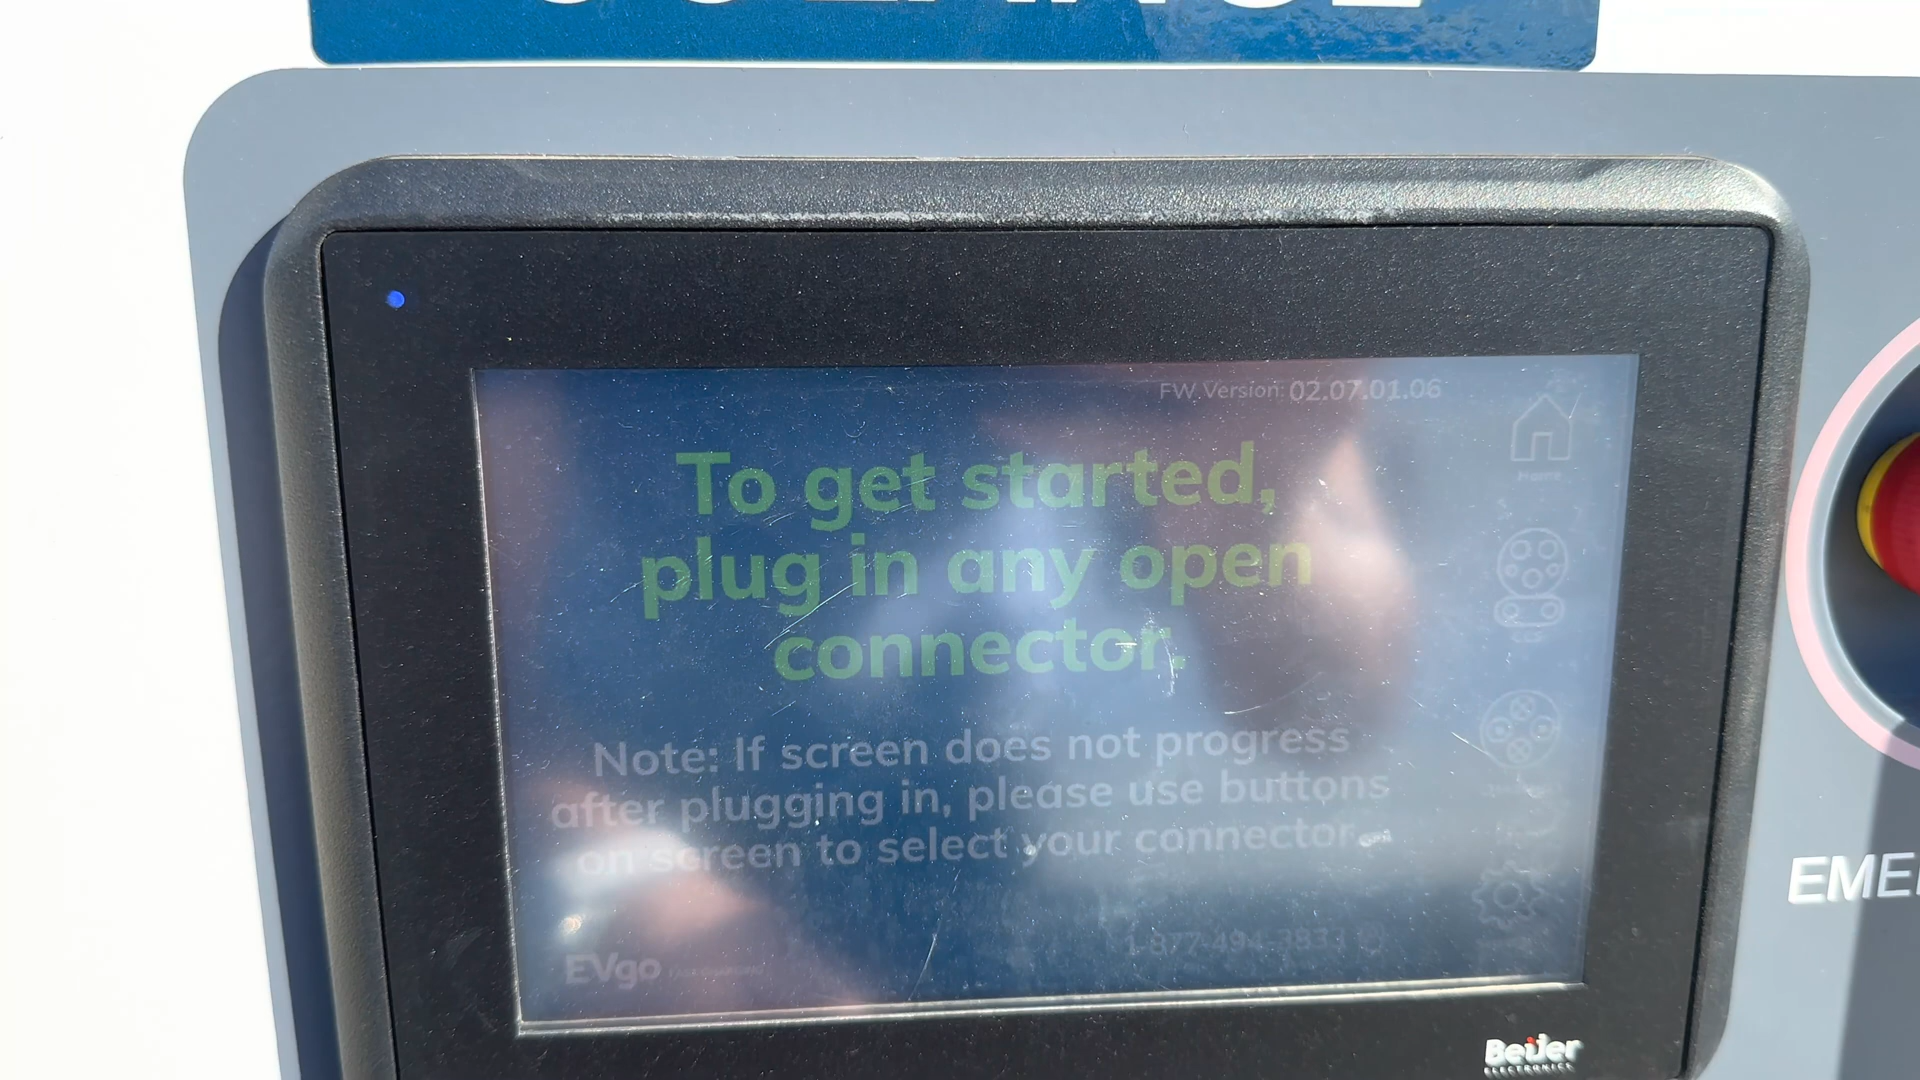 FW Version: 02.07.01.06
To get started,
plug in any open
connector.
Home
CCS
Note: If screen does not progress
after plugging in, please use buttons
on screen to select your connector.
1-877-494-3833
EVgo
EME
Beijer
ELECTRONICS